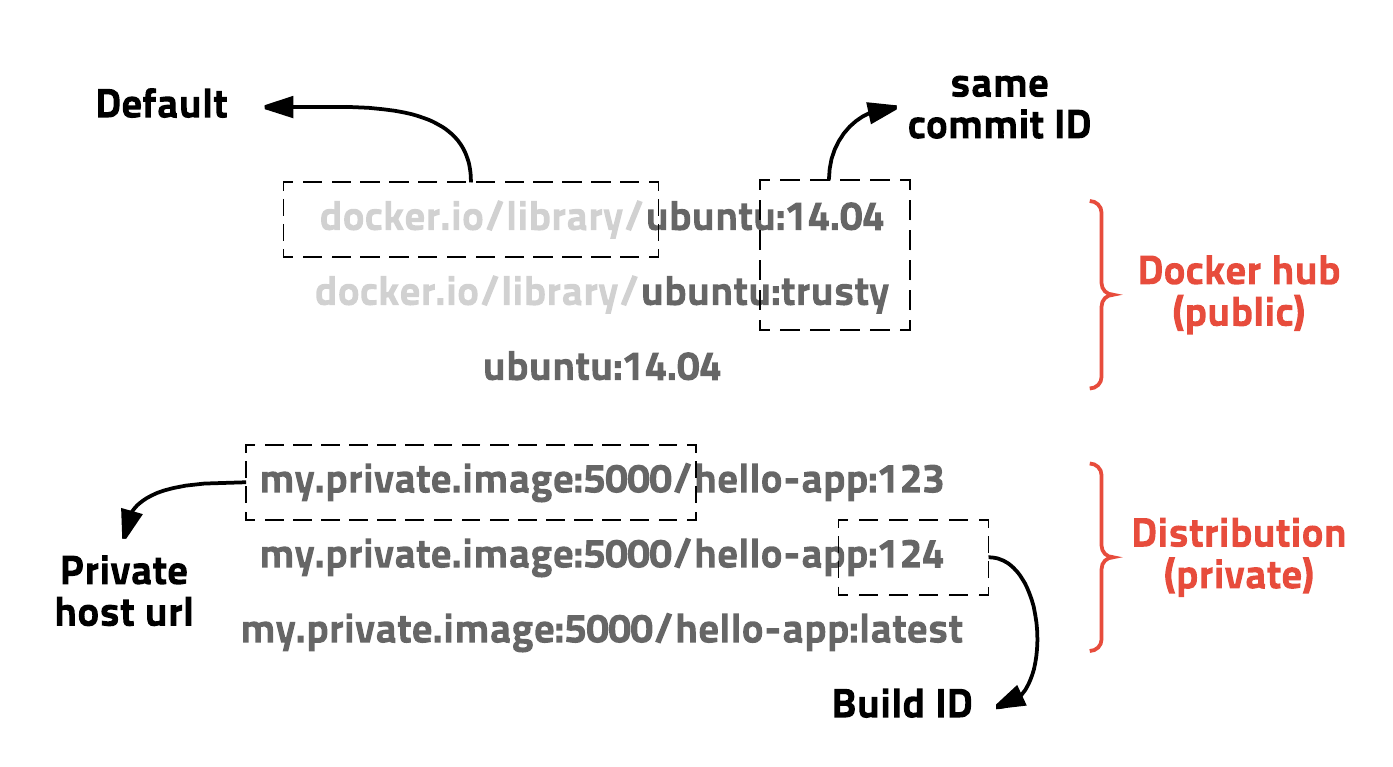 Default
same
commit ID
docker.io/library/ubuntu:14.04
docker.io/library/ubuntu:trusty
ubuntu:14.04
Docker hub
(public)
my.private.image:5000/hello-app:123
my.private.image:5000/hello-app:124
my.private.image:5000/hello-app:latest
Private
host url
Distribution
(private)
Build ID